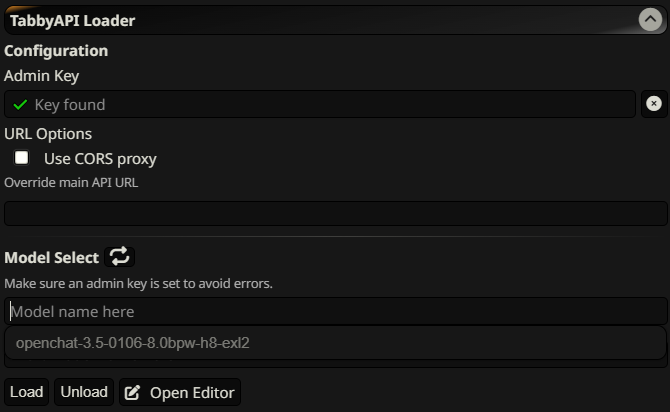 TabbyAPI Loader
Configuration
Admin Key
Key found
URL Options
Use CORS proxy
Override main API URL
Model Select
Make sure an admin key is set to avoid errors.
Model name here
openchat-3.5-0106-8.0bpw-h8-exl2
Load Unload Open Editor